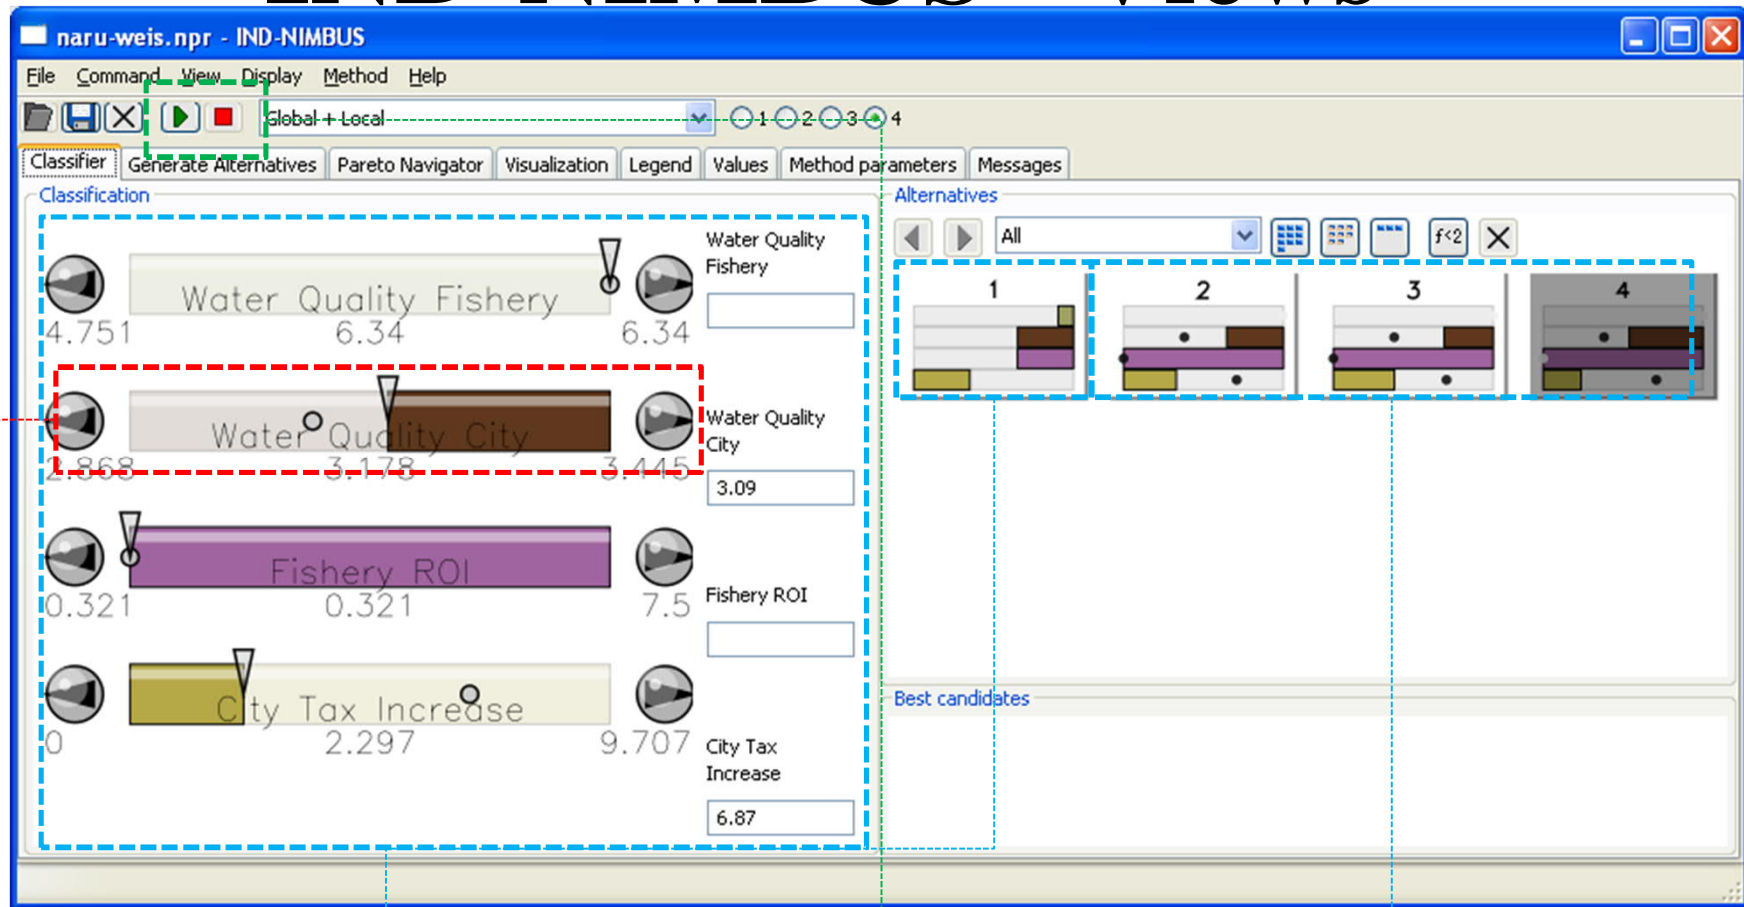 IND-NIMBUS views
naru-weis.npr - IND-NIMBUS
File Command View Display Method Help
Global + Local 1 2 3 4
Classifier Generate Alternatives Pareto Navigator Visualization Legend Values Method parameters Messages
Classification
Alternatives
All
f<2
Water Quality Fishery
4.751 6.34 6.34
Water Quality
Fishery
1 2 3 4
Water Quality City
2.868 3.178 3.445
Water Quality
City
3.09
Fishery ROI
0.321 0.321 7.5
Fishery ROI
City Tax Increase
0 2.297 9.707
City Tax
Increase
6.87
Best candidates